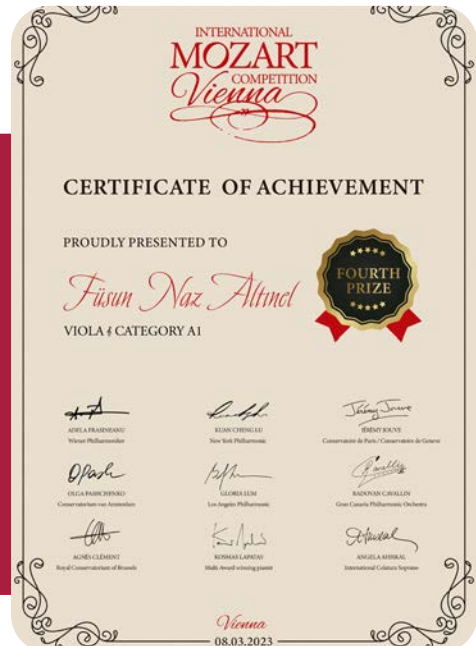 INTERNATIONAL
MOZART
COMPETITION
Vienna
CERTIFICATE OF ACHIEVEMENT
PROUDLY PRESENTED TO
Füsun Naz Altınel
VIOLA CATEGORY A1
FOURTH
PRIZE
ADELA FRASINEANU
Wiener Philharmoniker
KUAN CHENG LU
New York Philharmonic
JÉRÉMY JOUVE
Conservatoire de Paris / Conservatoire de Geneve
OLGA PASHCHENKO
Conservatorium van Amsterdam
GLORIA LUM
Los Angeles Philharmonic
RADOVAN CAVALLIN
Gran Canaria Philharmonic Orchestra
AGNÈS CLÉMENT
Royal Conservatorium of Brussels
KOSMAS LAPATAS
Multi Award winning pianist
ANGELA AHISKAL
International Colatura Soprano
Vienna
08.03.2023